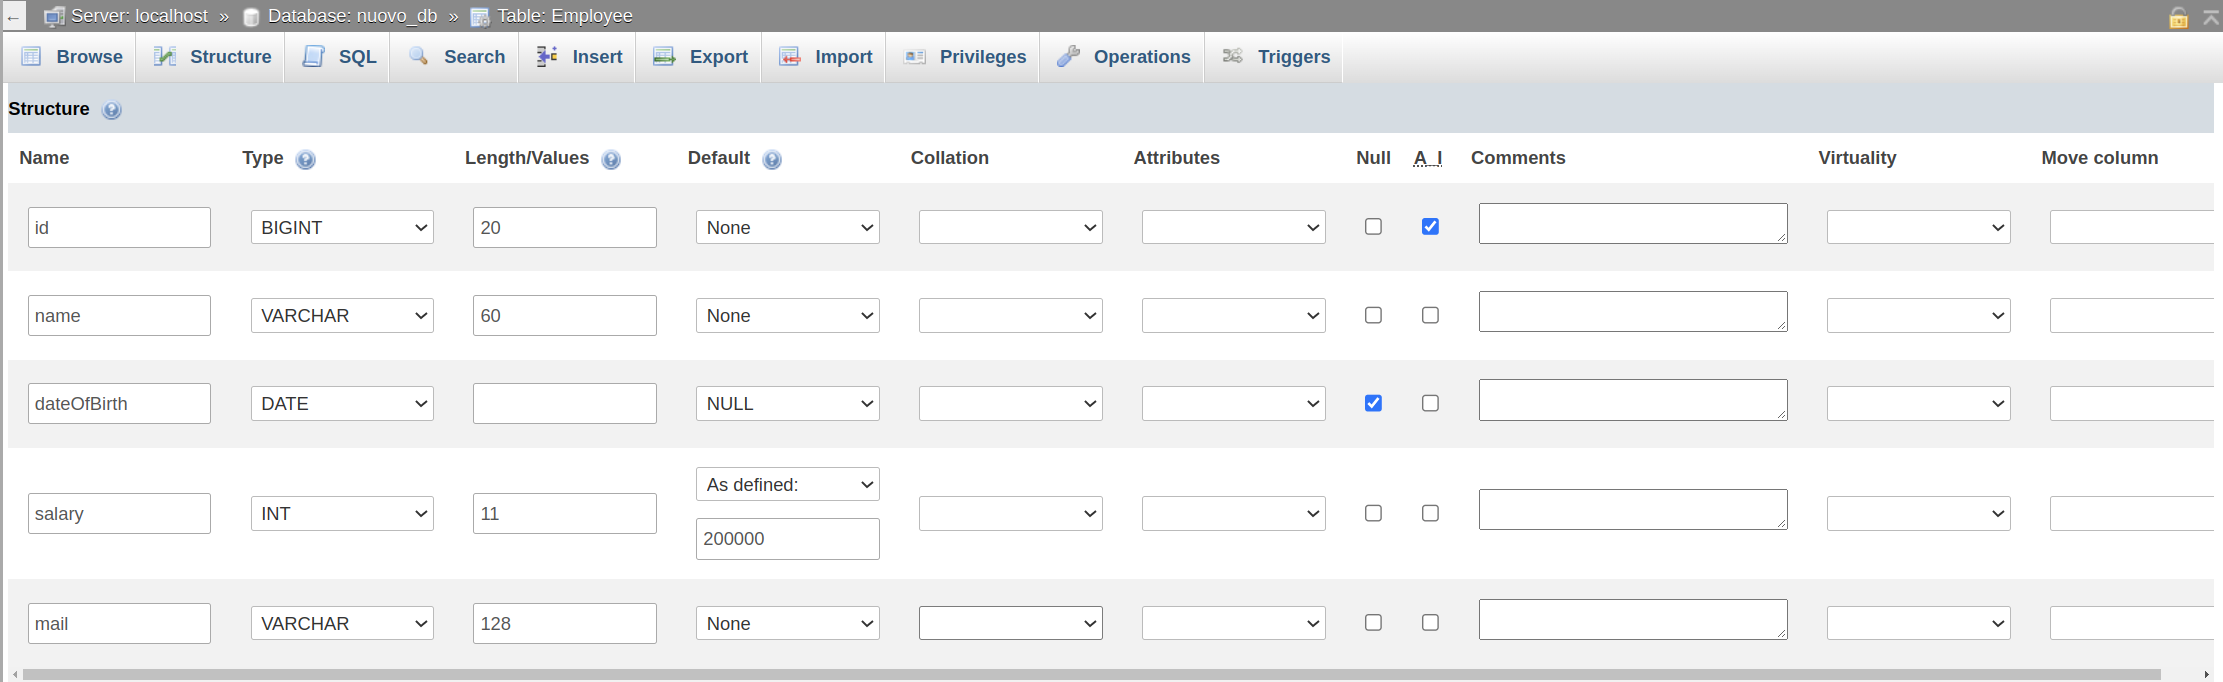 ← Server: localhost » Database: nuovo_db » Table: Employee
Browse Structure SQL Search Insert Export Import Privileges Operations Triggers
Structure
Name Type Length/Values Default Collation Attributes Null A_I Comments Virtuality Move column
id BIGINT 20 None
name VARCHAR 60 None
dateOfBirth DATE NULL
As defined:
salary INT 11
200000
mail VARCHAR 128 None